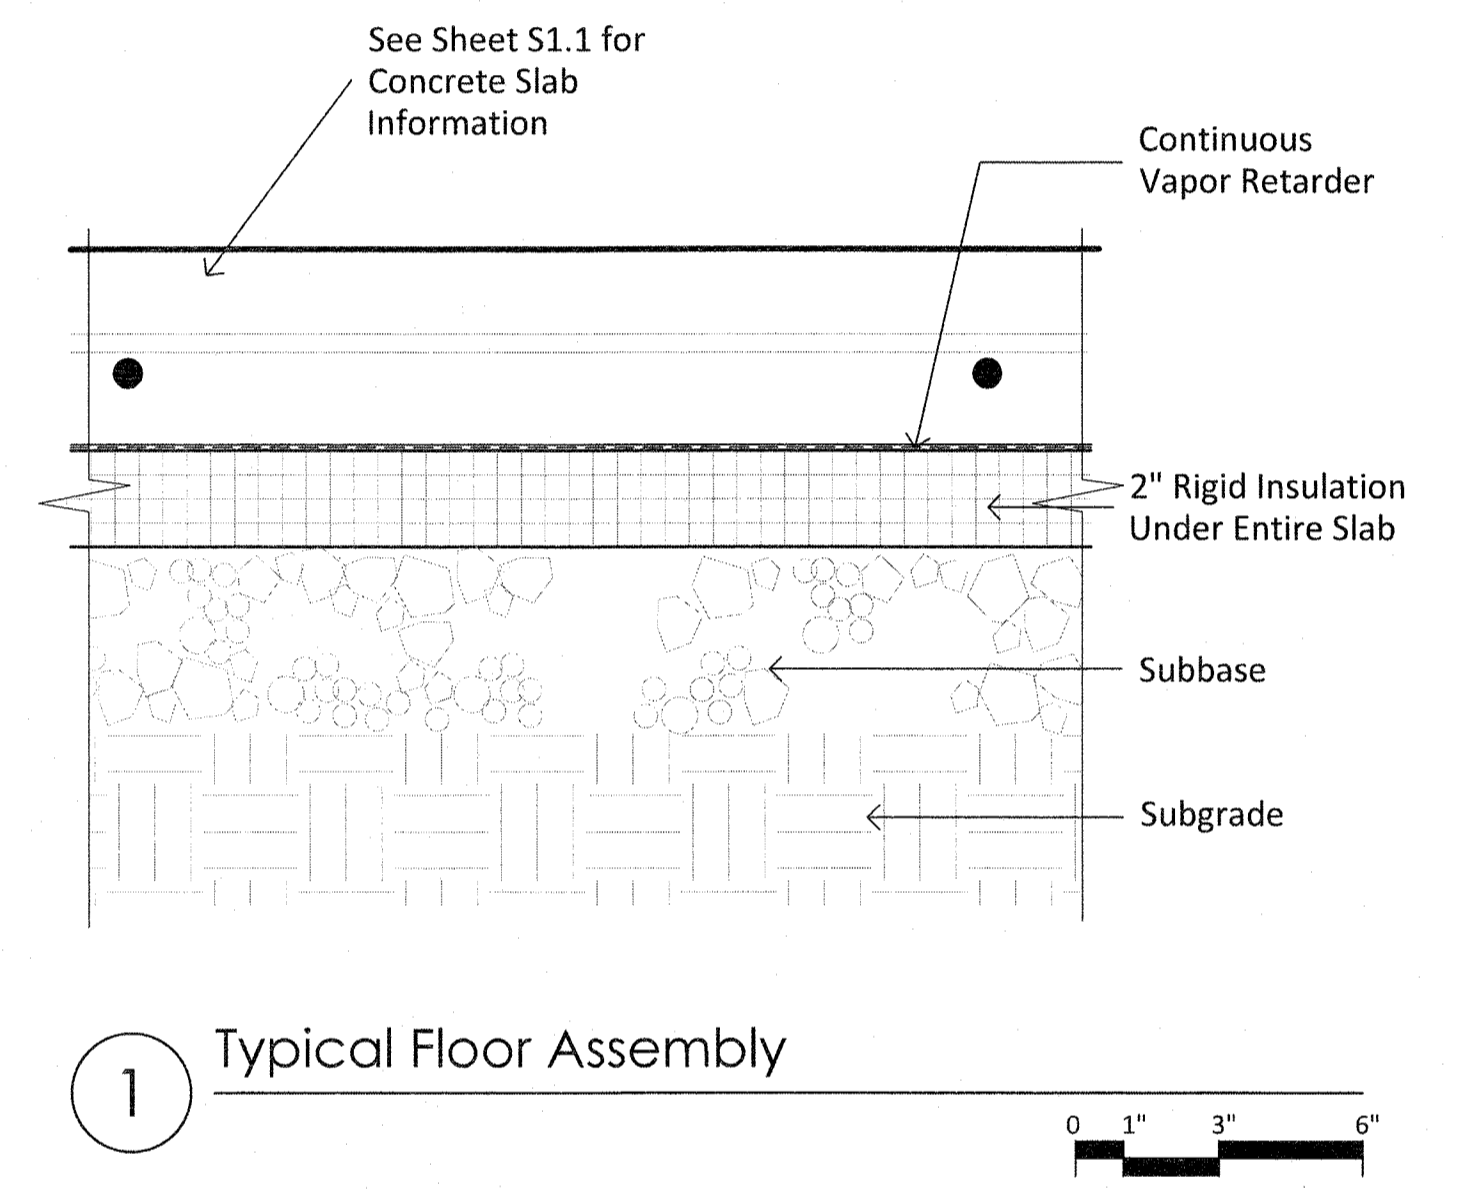 See Sheet S1.1 for
Concrete Slab
Information
Continuous
Vapor Retarder
2" Rigid Insulation
Under Entire Slab
Subbase
Subgrade
1
Typical Floor Assembly
0 1" 3" 6"